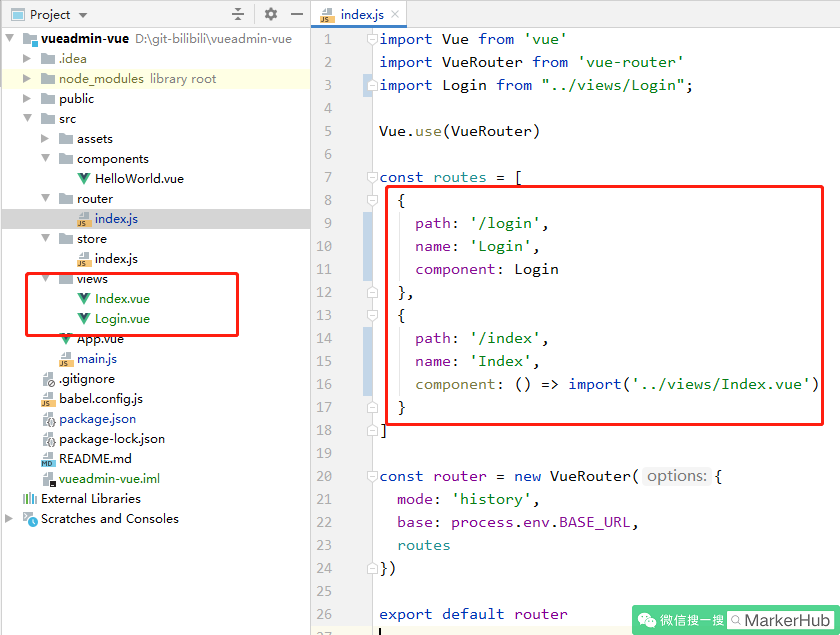 Project
vueadmin-vue D:\git-bilibili\vueadmin-vue
.idea
node_modules library root
public
src
assets
components
HelloWorld.vue
router
index.js
store
index.js
views
Index.vue
Login.vue
App.vue
main.js
.gitignore
babel.config.js
package.json
package-lock.json
README.md
vueadmin-vue.iml
External Libraries
Scratches and Consoles
index.js
1 import Vue from 'vue'
2 import VueRouter from 'vue-router'
3 import Login from "../views/Login";
4
5 Vue.use(VueRouter)
6
7 const routes = [
8 {
9 path: '/login',
10 name: 'Login',
11 component: Login
12 },
13 {
14 path: '/index',
15 name: 'Index',
16 component: () => import('../views/Index.vue')
17 }
18 ]
19
20 const router = new VueRouter( options: {
21 mode: 'history',
22 base: process.env.BASE_URL,
23 routes
24 })
25
26 export default router
27
微信搜一搜 MarkerHub